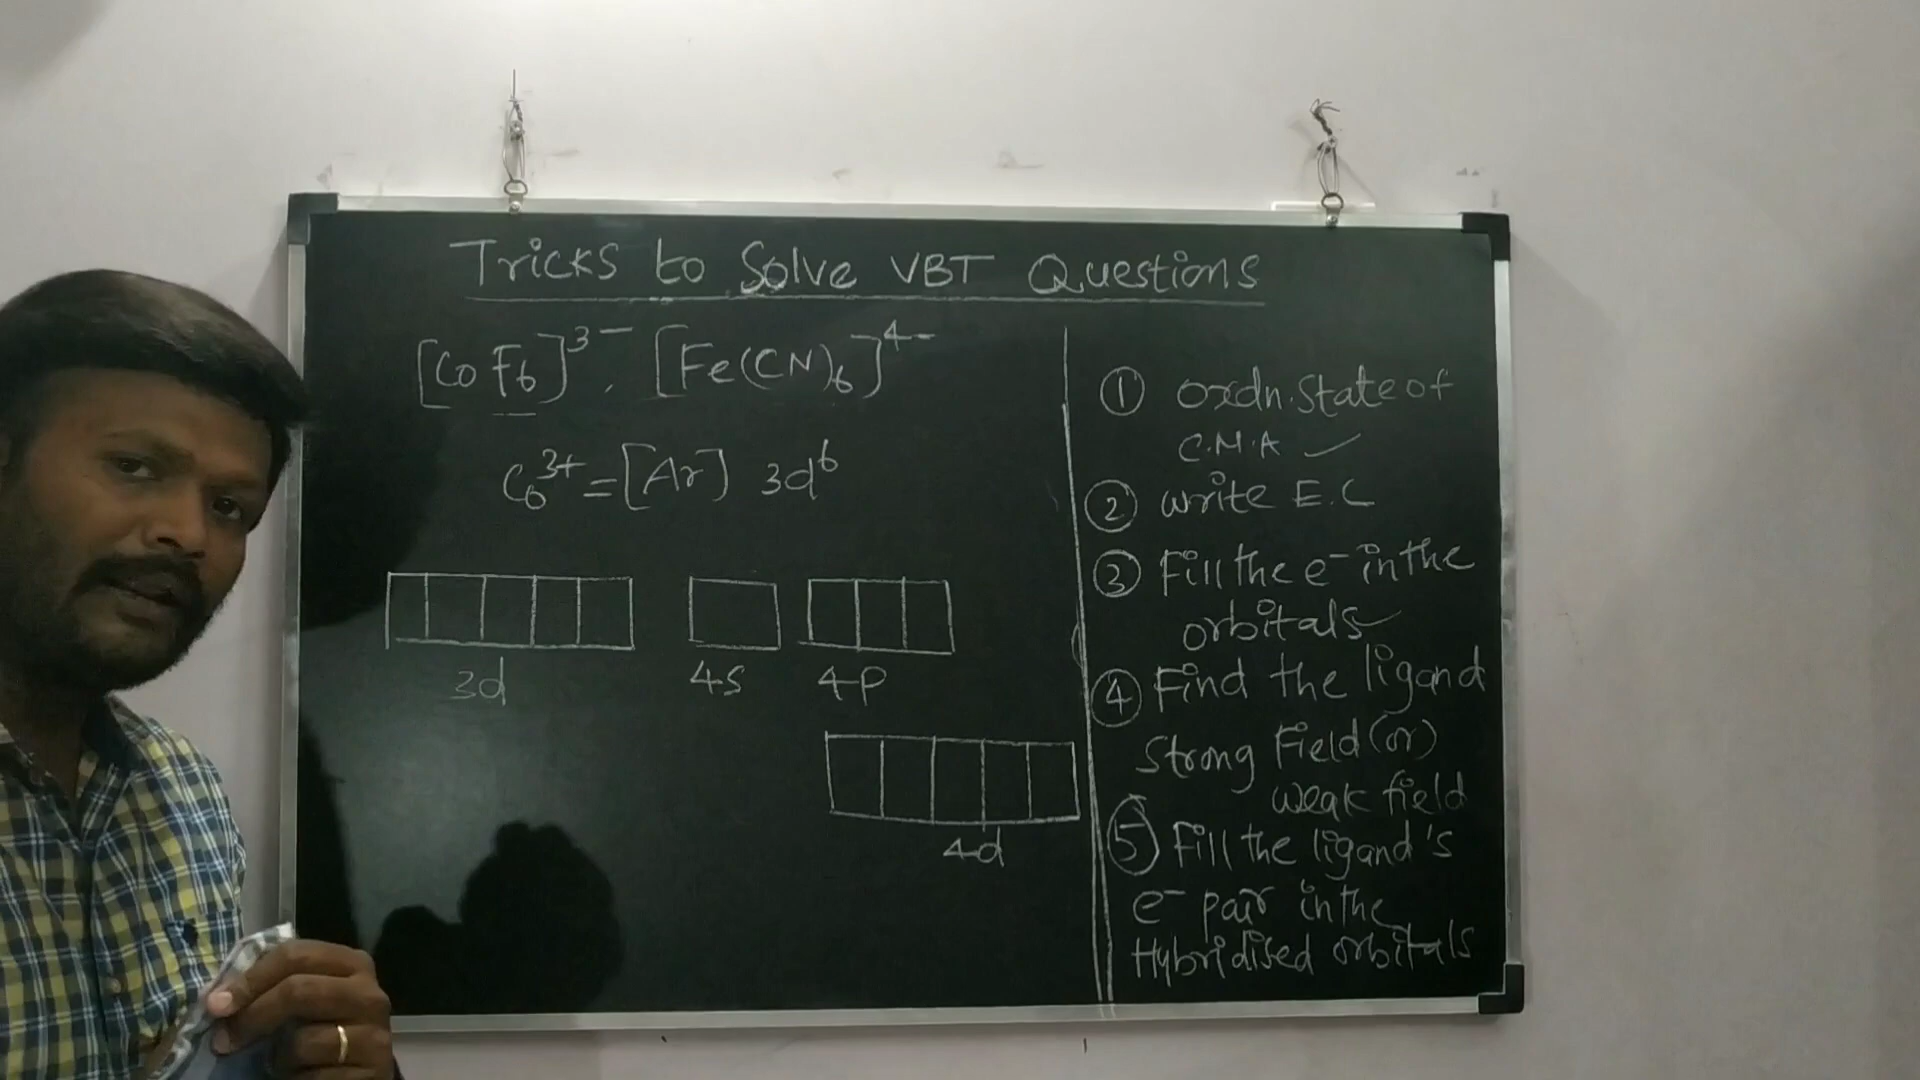 Tricks to Solve VBT Questions
[CoF6]3-, [Fe(CN)6]4-
Co3+ = [Ar] 3d6
3d 4s 4p
4d
① oxdn. state of
C.M.A ✓
② write E.C
③ Fill the e- in the
orbitals
④ Find the ligand
Strong Field (or)
weak field
⑤ Fill the ligand's
e- pair in the
Hybridised orbitals